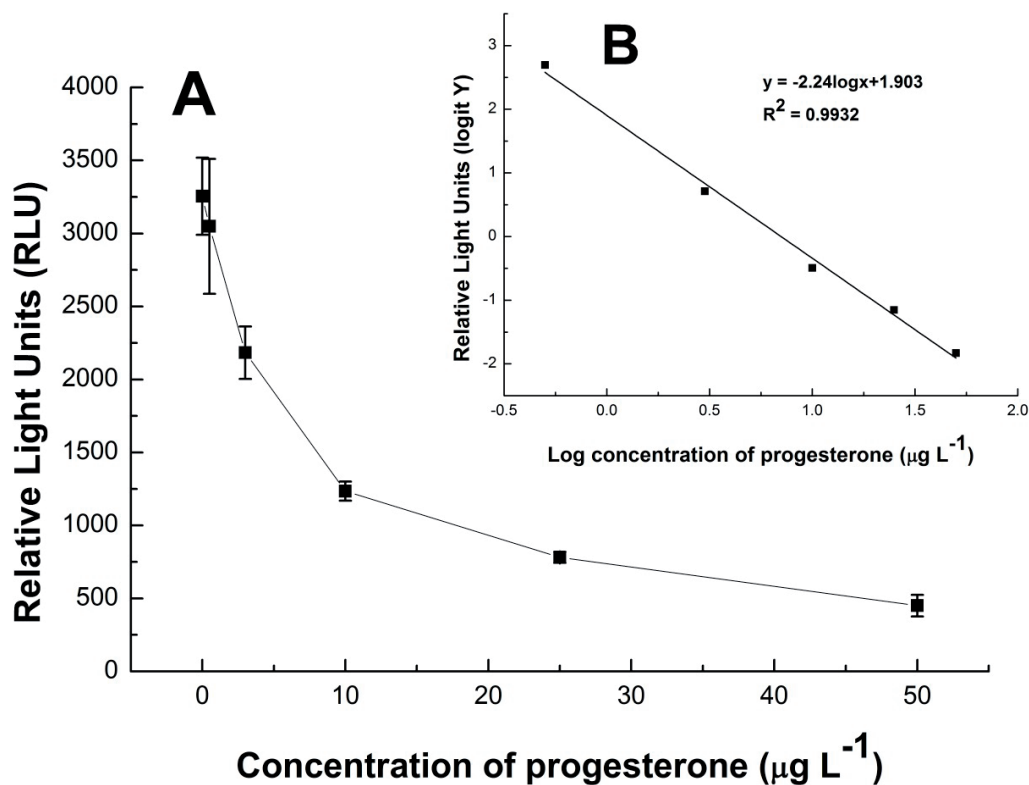 A
Relative Light Units (RLU)
4000
3500
3000
2500
2000
1500
1000
500
0
0 10 20 30 40 50
Concentration of progesterone (μg L⁻¹)
B
y = -2.24logx+1.903
R² = 0.9932
Relative Light Units (logit Y)
3
2
1
0
-1
-2
-0.5 0.0 0.5 1.0 1.5 2.0
Log concentration of progesterone (μg L⁻¹)